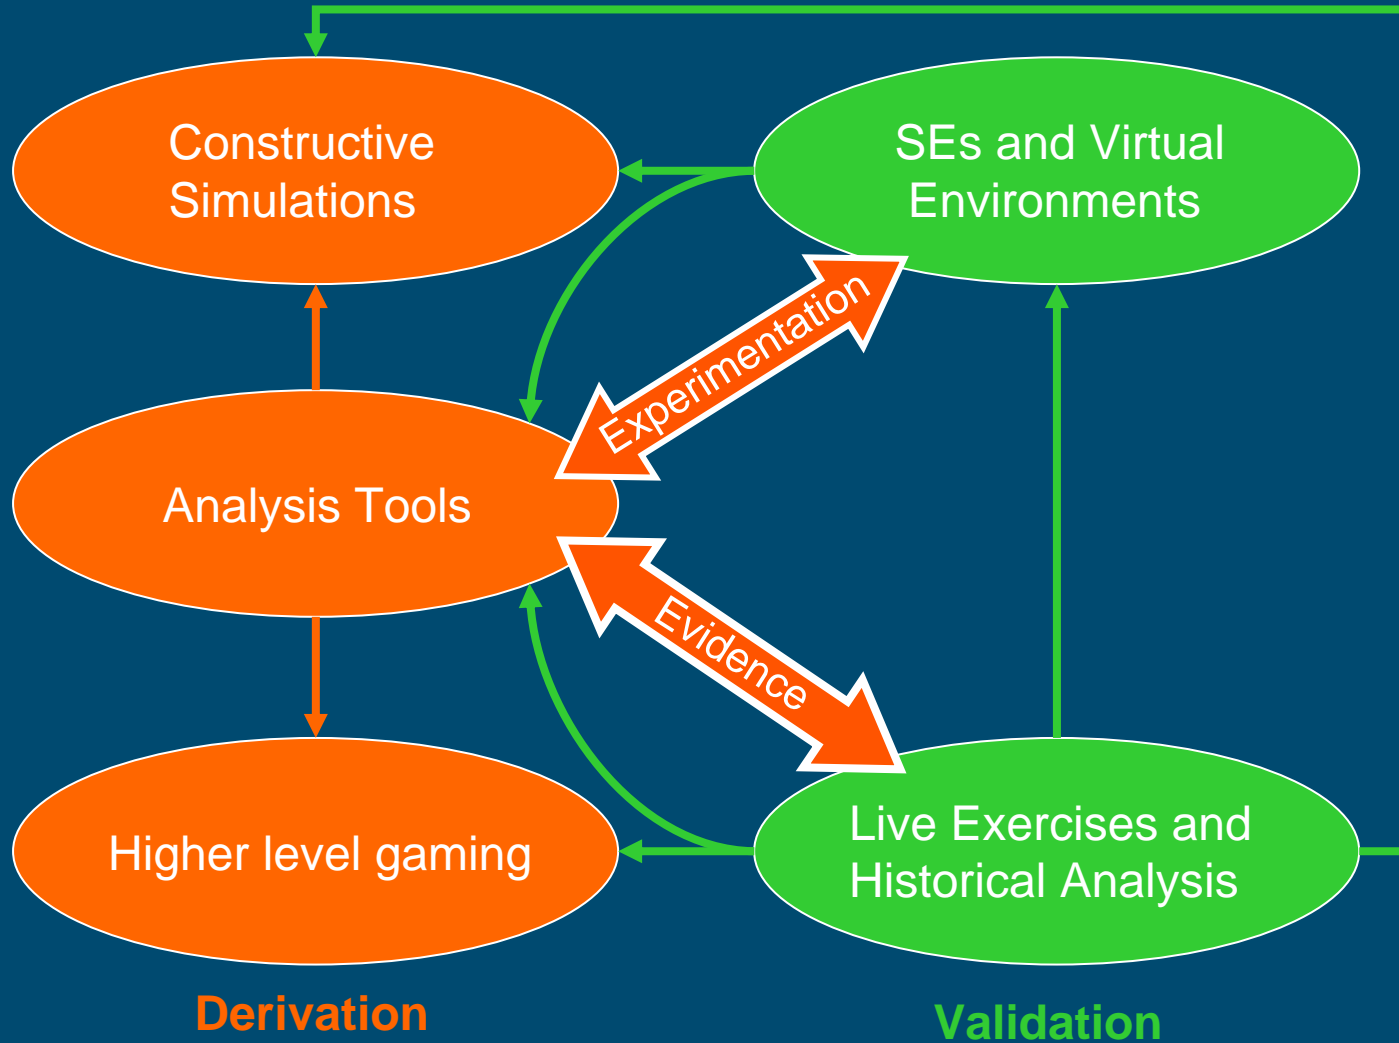 Constructive
Simulations
SEs and Virtual
Environments
Experimentation
Analysis Tools
Evidence
Higher level gaming
Live Exercises and
Historical Analysis
Derivation
Validation